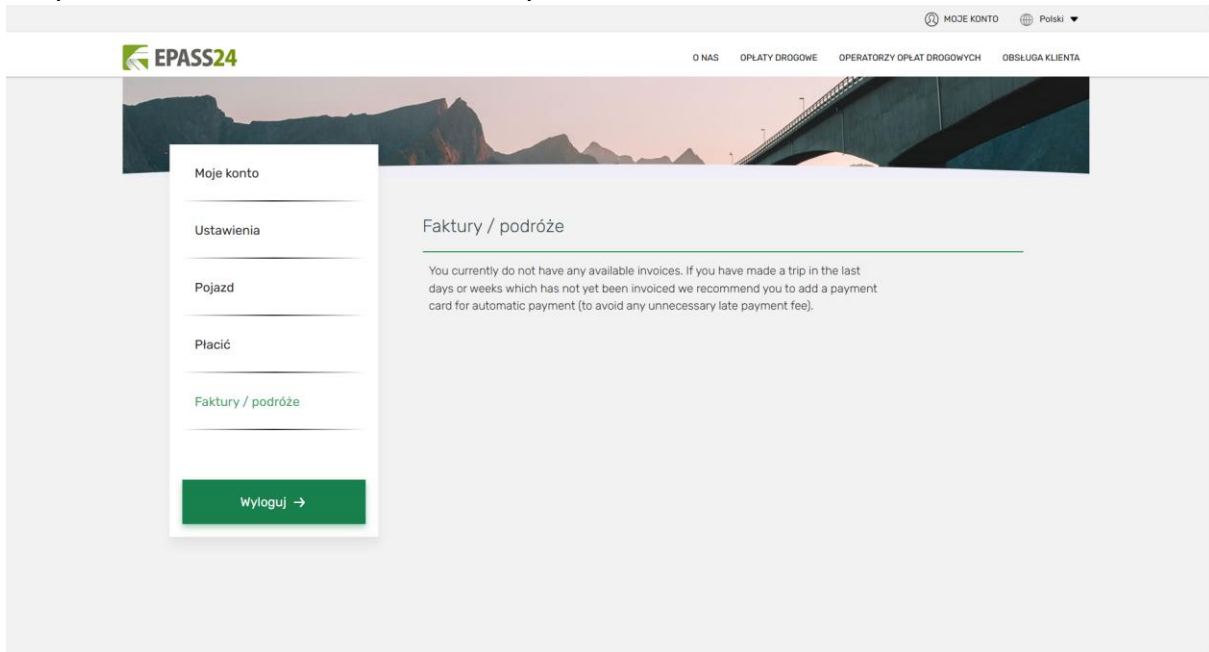 MOJE KONTO Polski
EPASS24
O NAS OPŁATY DROGOWE OPERATORZY OPŁAT DROGOWYCH OBSŁUGA KLIENTA
Moje konto
Ustawienia
Pojazd
Płacić
Faktury / podróże
Wyloguj →
Faktury / podróże
You currently do not have any available invoices. If you have made a trip in the last
days or weeks which has not yet been invoiced we recommend you to add a payment
card for automatic payment (to avoid any unnecessary late payment fee).